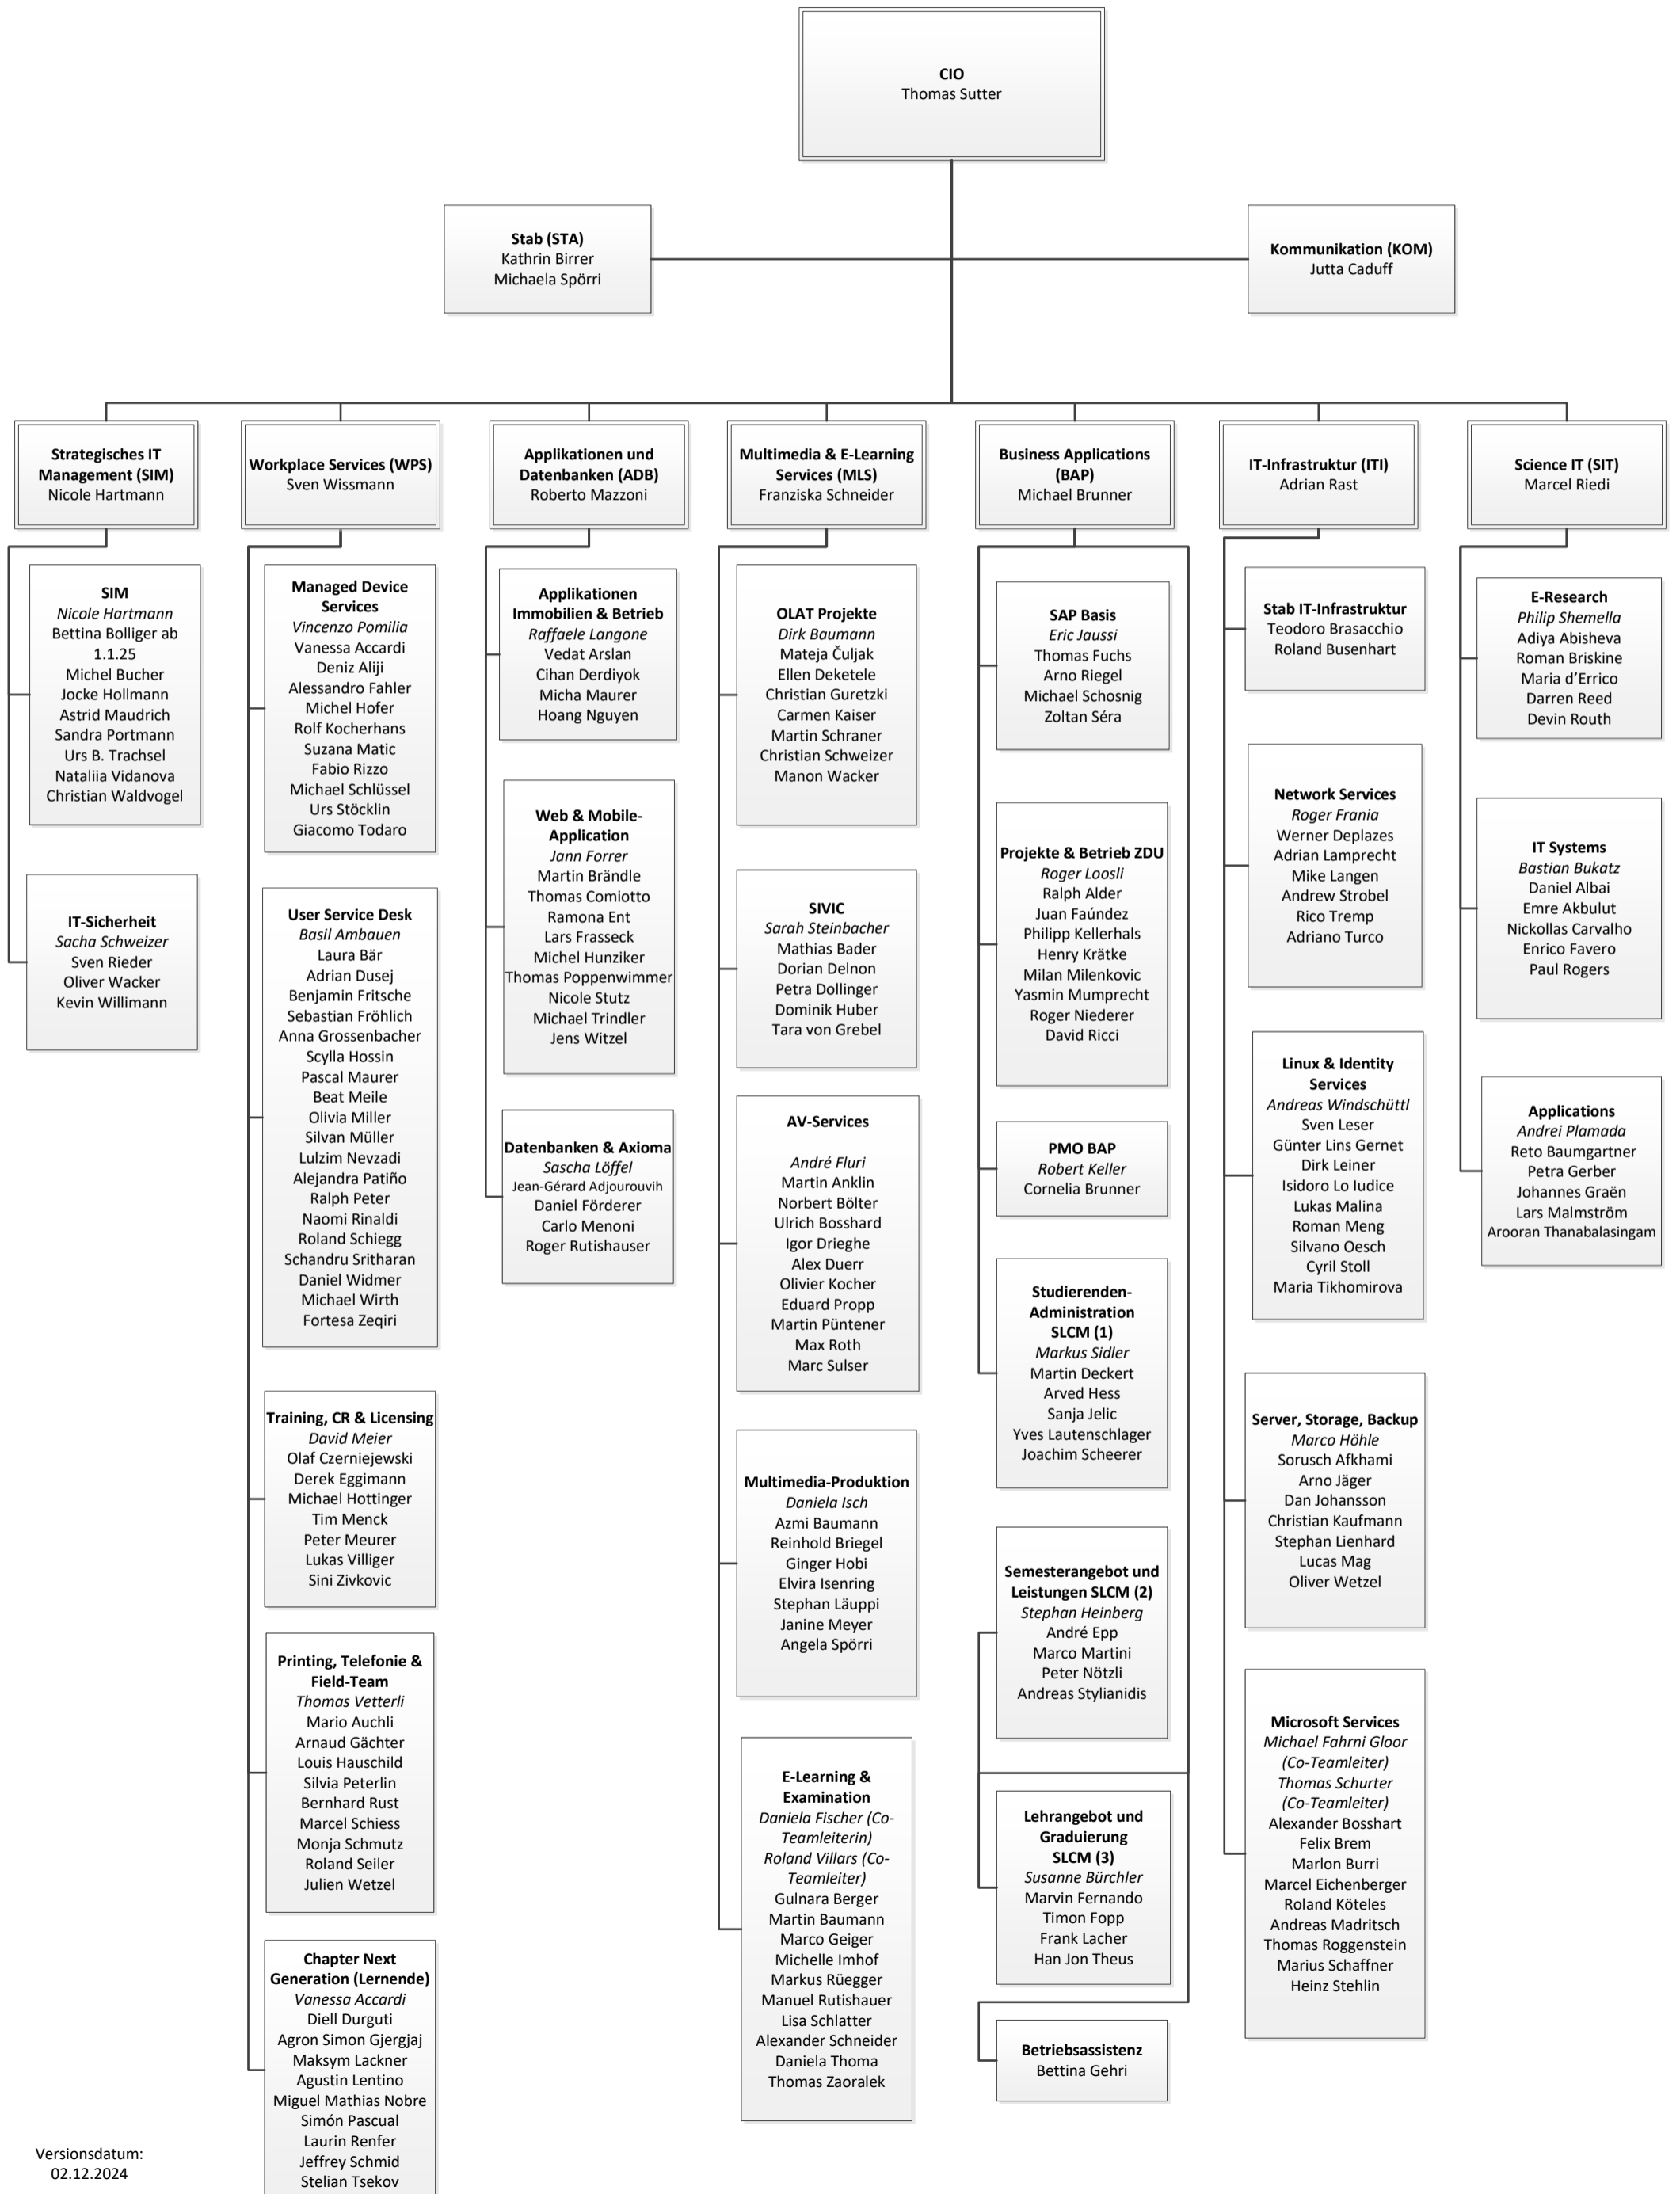 CIO
Thomas Sutter
Stab (STA)
Kathrin Birrer
Michaela Spörri
Kommunikation (KOM)
Jutta Caduff
Strategisches IT
Management (SIM)
Nicole Hartmann
SIM
Nicole Hartmann
Bettina Bolliger ab
1.1.25
Michel Bucher
Jocke Hollmann
Astrid Maudrich
Sandra Portmann
Urs B. Trachsel
Nataliia Vidanova
Christian Waldvogel
IT-Sicherheit
Sacha Schweizer
Sven Rieder
Oliver Wacker
Kevin Willimann
Workplace Services (WPS)
Sven Wissmann
Managed Device
Services
Vincenzo Pomilia
Vanessa Accardi
Deniz Aliji
Alessandro Fahler
Michel Hofer
Rolf Kocherhans
Suzana Matic
Fabio Rizzo
Michael Schlüssel
Urs Stöcklin
Giacomo Todaro
User Service Desk
Basil Ambauen
Laura Bär
Adrian Dusej
Benjamin Fritsche
Sebastian Fröhlich
Anna Grossenbacher
Scylla Hossin
Pascal Maurer
Beat Meile
Olivia Miller
Silvan Müller
Lulzim Nevzadi
Alejandra Patiño
Ralph Peter
Naomi Rinaldi
Roland Schiegg
Schandru Sritharan
Daniel Widmer
Michael Wirth
Fortesa Zeqiri
Training, CR & Licensing
David Meier
Olaf Czerniejewski
Derek Eggimann
Michael Hottinger
Tim Menck
Peter Meurer
Lukas Villiger
Sini Zivkovic
Printing, Telefonie &
Field-Team
Thomas Vetterli
Mario Auchli
Arnaud Gächter
Louis Hauschild
Silvia Peterlin
Bernhard Rust
Marcel Schiess
Monja Schmutz
Roland Seiler
Julien Wetzel
Chapter Next
Generation (Lernende)
Vanessa Accardi
Diell Durguti
Agron Simon Gjergjaj
Maksym Lackner
Agustin Lentino
Miguel Mathias Nobre
Simón Pascual
Laurin Renfer
Jeffrey Schmid
Stelian Tsekov
Applikationen und
Datenbanken (ADB)
Roberto Mazzoni
Applikationen
Immobilien & Betrieb
Raffaele Langone
Vedat Arslan
Cihan Derdiyok
Micha Maurer
Hoang Nguyen
Web & Mobile-
Application
Jann Forrer
Martin Brändle
Thomas Comiotto
Ramona Ent
Lars Frasseck
Michel Hunziker
Thomas Poppenwimmer
Nicole Stutz
Michael Trindler
Jens Witzel
Datenbanken & Axioma
Sascha Löffel
Jean-Gérard Adjourouvih
Daniel Förderer
Carlo Menoni
Roger Rutishauser
Multimedia & E-Learning
Services (MLS)
Franziska Schneider
OLAT Projekte
Dirk Baumann
Mateja Čuljak
Ellen Deketele
Christian Guretzki
Carmen Kaiser
Martin Schraner
Christian Schweizer
Manon Wacker
SIVIC
Sarah Steinbacher
Mathias Bader
Dorian Delnon
Petra Dollinger
Dominik Huber
Tara von Grebel
AV-Services
André Fluri
Martin Anklin
Norbert Bölter
Ulrich Bosshard
Igor Drieghe
Alex Duerr
Olivier Kocher
Eduard Propp
Martin Püntener
Max Roth
Marc Sulser
Multimedia-Produktion
Daniela Isch
Azmi Baumann
Reinhold Briegel
Ginger Hobi
Elvira Isenring
Stephan Läuppi
Janine Meyer
Angela Spörri
E-Learning &
Examination
Daniela Fischer (Co-
Teamleiterin)
Roland Villars (Co-
Teamleiter)
Gulnara Berger
Martin Baumann
Marco Geiger
Michelle Imhof
Markus Rüegger
Manuel Rutishauer
Lisa Schlatter
Alexander Schneider
Daniela Thoma
Thomas Zaoralek
Business Applications
(BAP)
Michael Brunner
SAP Basis
Eric Jaussi
Thomas Fuchs
Arno Riegel
Michael Schosnig
Zoltan Séra
Projekte & Betrieb ZDU
Roger Loosli
Ralph Alder
Juan Faúndez
Philipp Kellerhals
Henry Krätke
Milan Milenkovic
Yasmin Mumprecht
Roger Niederer
David Ricci
PMO BAP
Robert Keller
Cornelia Brunner
Studierenden-
Administration
SLCM (1)
Markus Sidler
Martin Deckert
Arved Hess
Sanja Jelic
Yves Lautenschlager
Joachim Scheerer
Semesterangebot und
Leistungen SLCM (2)
Stephan Heinberg
André Epp
Marco Martini
Peter Nötzli
Andreas Stylianidis
Lehrangebot und
Graduierung
SLCM (3)
Susanne Bürchler
Marvin Fernando
Timon Fopp
Frank Lacher
Han Jon Theus
Betriebsassistenz
Bettina Gehri
IT-Infrastruktur (ITI)
Adrian Rast
Stab IT-Infrastruktur
Teodoro Brasacchio
Roland Busenhart
Network Services
Roger Frania
Werner Deplazes
Adrian Lamprecht
Mike Langen
Andrew Strobel
Rico Tremp
Adriano Turco
Linux & Identity
Services
Andreas Windschüttl
Sven Leser
Günter Lins Gernet
Dirk Leiner
Isidoro Lo Iudice
Lukas Malina
Roman Meng
Silvano Oesch
Cyril Stoll
Maria Tikhomirova
Server, Storage, Backup
Marco Höhle
Sorusch Afkhami
Arno Jäger
Dan Johansson
Christian Kaufmann
Stephan Lienhard
Lucas Mag
Oliver Wetzel
Microsoft Services
Michael Fahrni Gloor
(Co-Teamleiter)
Thomas Schurter
(Co-Teamleiter)
Alexander Bosshart
Felix Brem
Marlon Burri
Marcel Eichenberger
Roland Köteles
Andreas Madritsch
Thomas Roggenstein
Marius Schaffner
Heinz Stehlin
Science IT (SIT)
Marcel Riedi
E-Research
Philip Shemella
Adiya Abisheva
Roman Briskine
Maria d’Errico
Darren Reed
Devin Routh
IT Systems
Bastian Bukatz
Daniel Albai
Emre Akbulut
Nickollas Carvalho
Enrico Favero
Paul Rogers
Applications
Andrei Plamada
Reto Baumgartner
Petra Gerber
Johannes Graën
Lars Malmström
Arooran Thanabalasingam
Versionsdatum:
02.12.2024